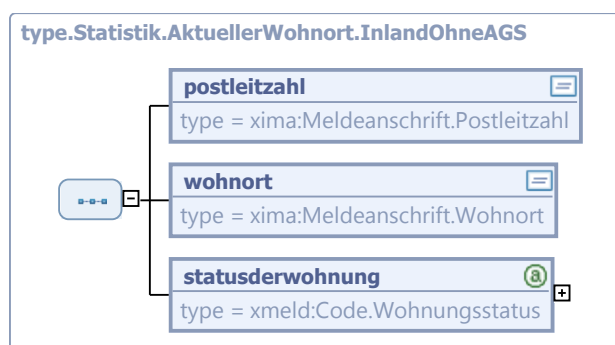 type.Statistik.AktuellerWohnort.InlandOhneAGS
postleitzahl
type = xima:Meldeanschrift.Postleitzahl
wohnort
type = xima:Meldeanschrift.Wohnort
statusderwohnung
type = xmeld:Code.Wohnungsstatus